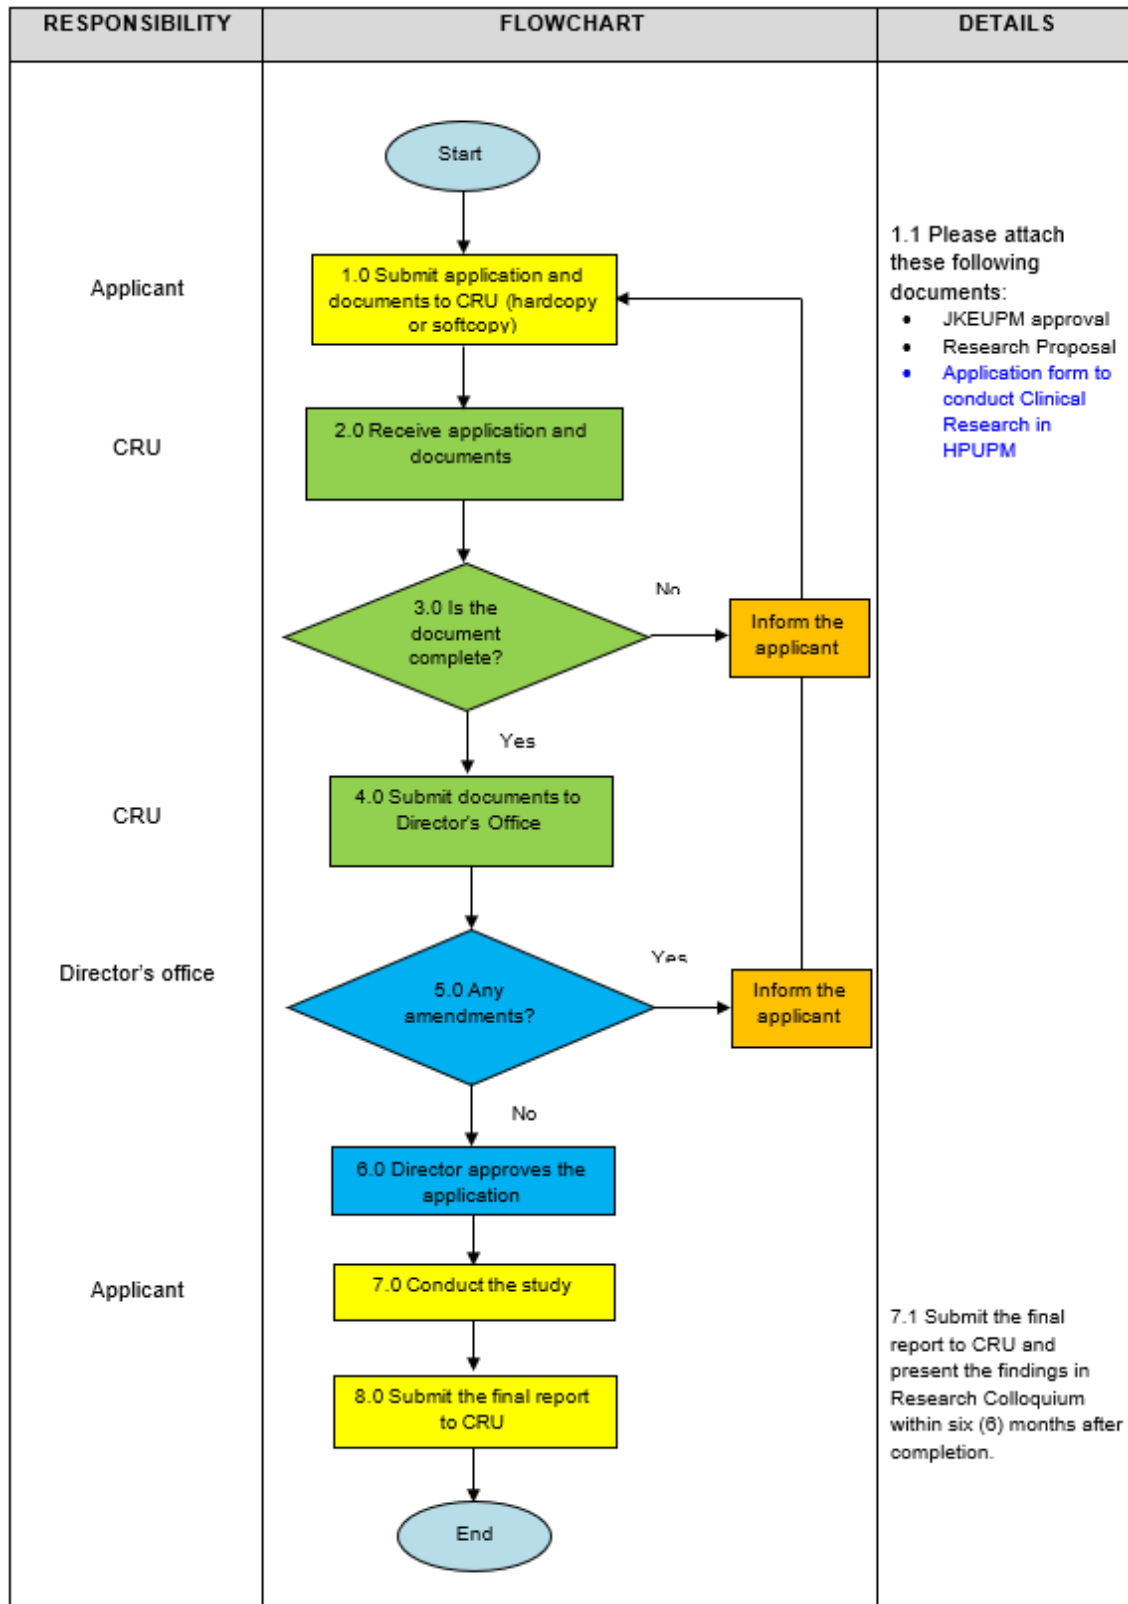 RESPONSIBILITY
FLOWCHART
DETAILS
Start
Applicant
1.0 Submit application and
documents to CRU (hardcopy
or softcopy)
1.1 Please attach
these following
documents:
• JKEUPM approval
• Research Proposal
• Application form to
conduct Clinical
Research in
HPUPM
CRU
2.0 Receive application and
documents
3.0 Is the
document
complete?
No
Inform the
applicant
Yes
CRU
4.0 Submit documents to
Director's Office
Director's office
5.0 Any
amendments?
Yes
Inform the
applicant
No
6.0 Director approves the
application
Applicant
7.0 Conduct the study
7.1 Submit the final
report to CRU and
present the findings in
Research Colloquium
within six (6) months after
completion.
8.0 Submit the final report
to CRU
End